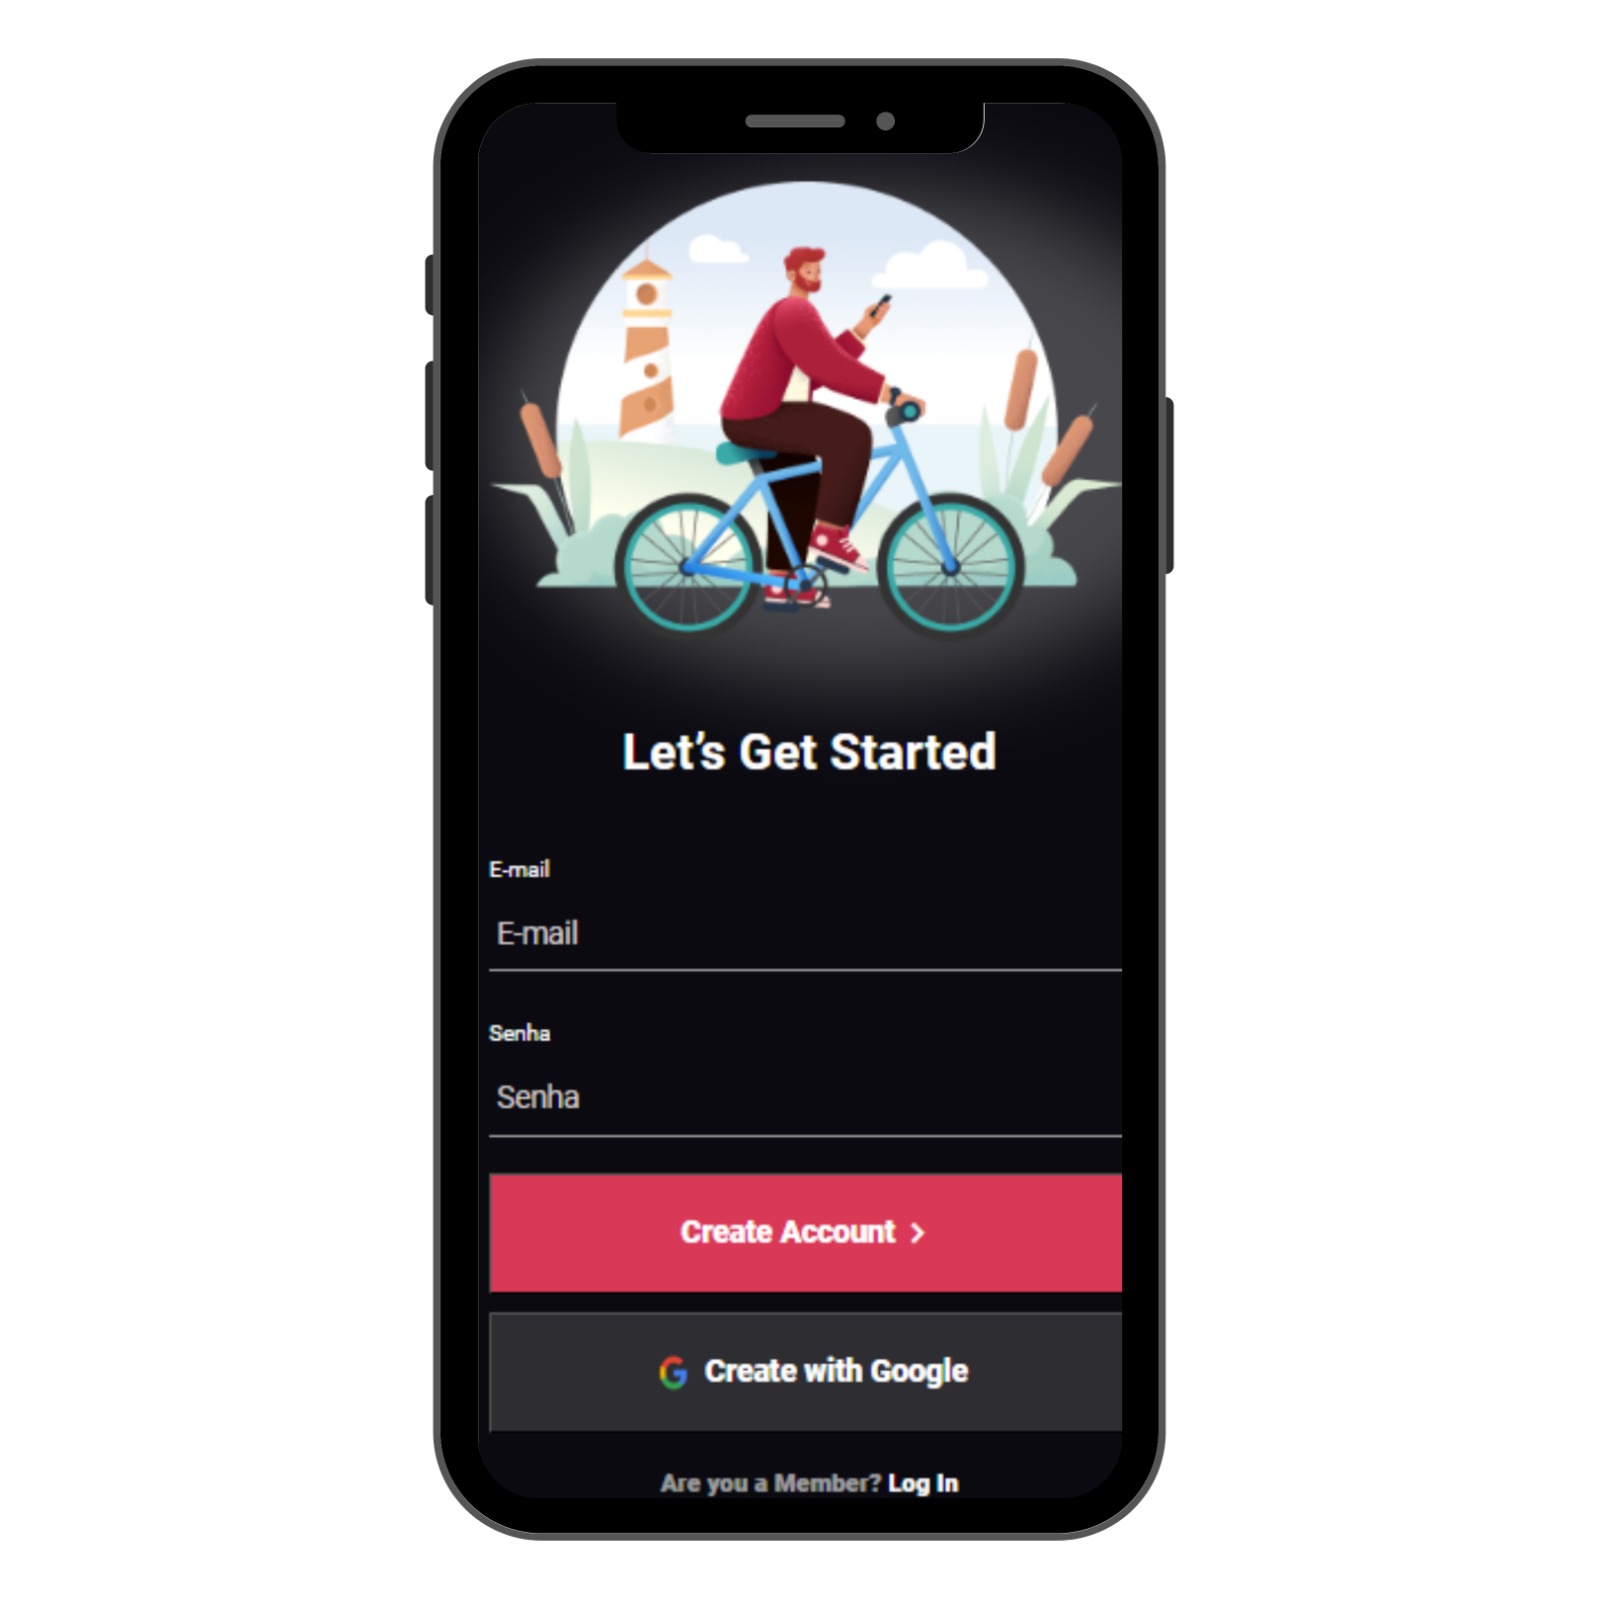 Let’s Get Started
E-mail
E-mail
Senha
Senha
Create Account
Create with Google
Are you a Member? Log In